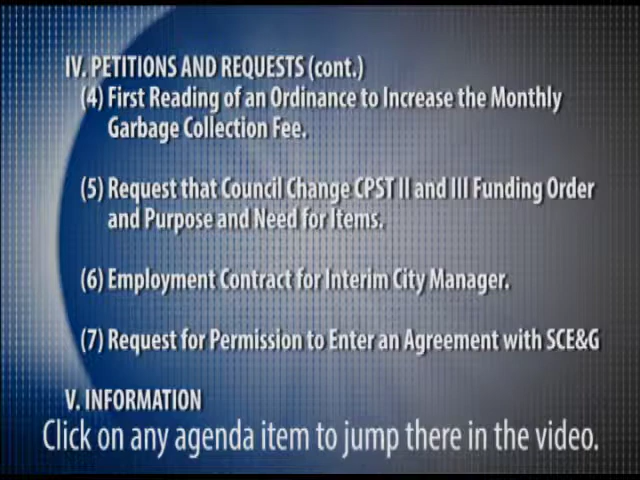 IV. PETITIONS AND REQUESTS (cont.)
(4) First Reading of an Ordinance to Increase the Monthly
Garbage Collection Fee.
(5) Request that Council Change CPST II and III Funding Order
and Purpose and Need for Items.
(6) Employment Contract for Interim City Manager.
(7) Request for Permission to Enter an Agreement with SCE&G
V. INFORMATION
Click on any agenda item to jump there in the video.